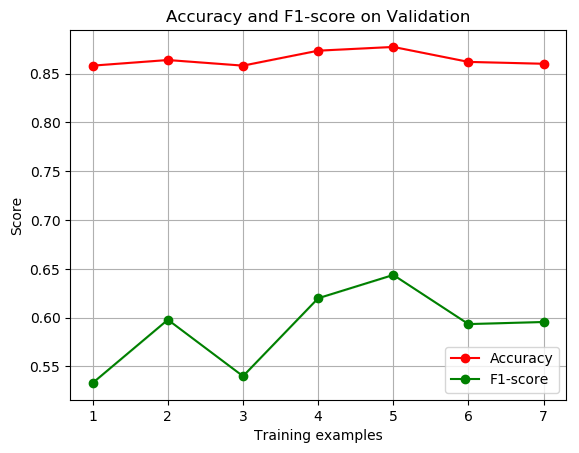 Accuracy and F1-score on Validation
Score
0.85
0.80
0.75
0.70
0.65
0.60
0.55
Accuracy
F1-score
1 2 3 4 5 6 7
Training examples